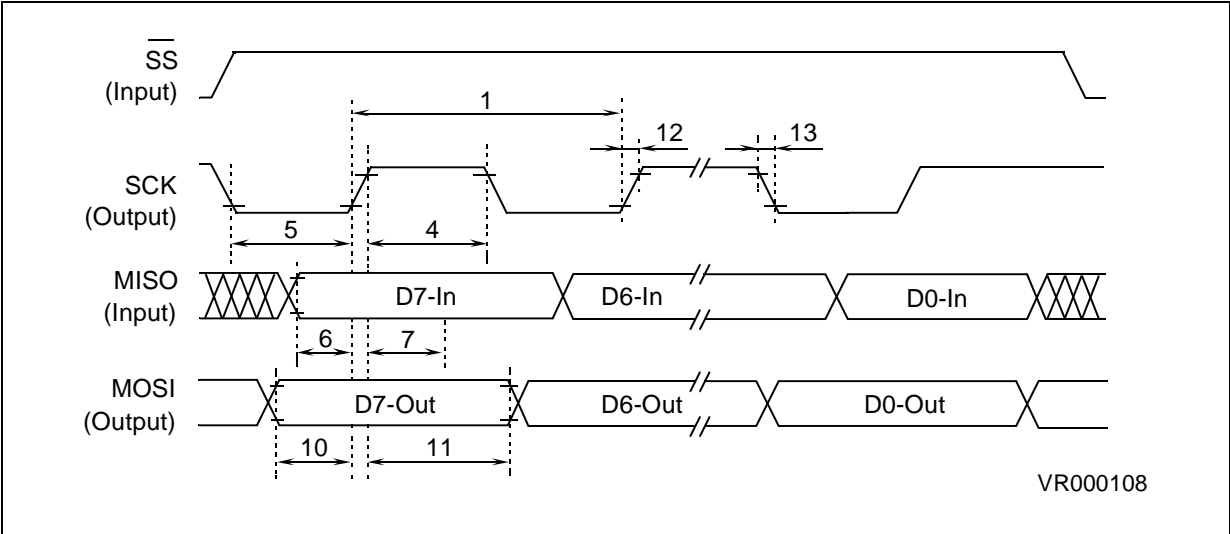 SS
(Input)
1
12
13
SCK
(Output)
5
4
MISO
(Input)
D7-In
D6-In
D0-In
6
7
MOSI
(Output)
D7-Out
D6-Out
D0-Out
10
11
VR000108